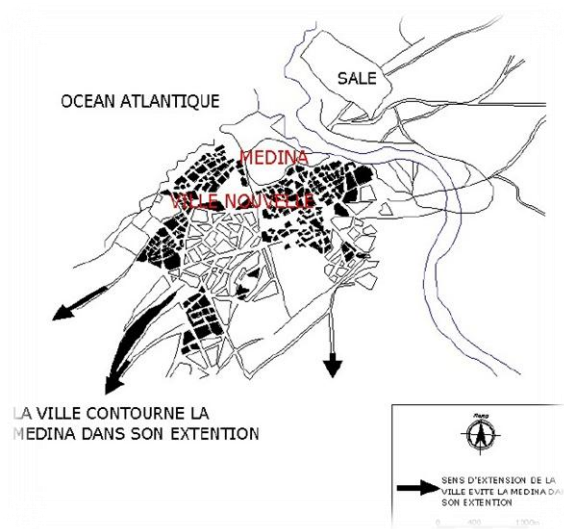 SALE
OCEAN ATLANTIQUE
MEDINA
VILLE NOUVELLE
LA VILLE CONTOURNE LA
MEDINA DANS SON EXTENTION
SENS D'EXTENSION DE LA
VILLE EVITE LA MEDINA DA
SON EXTENTION